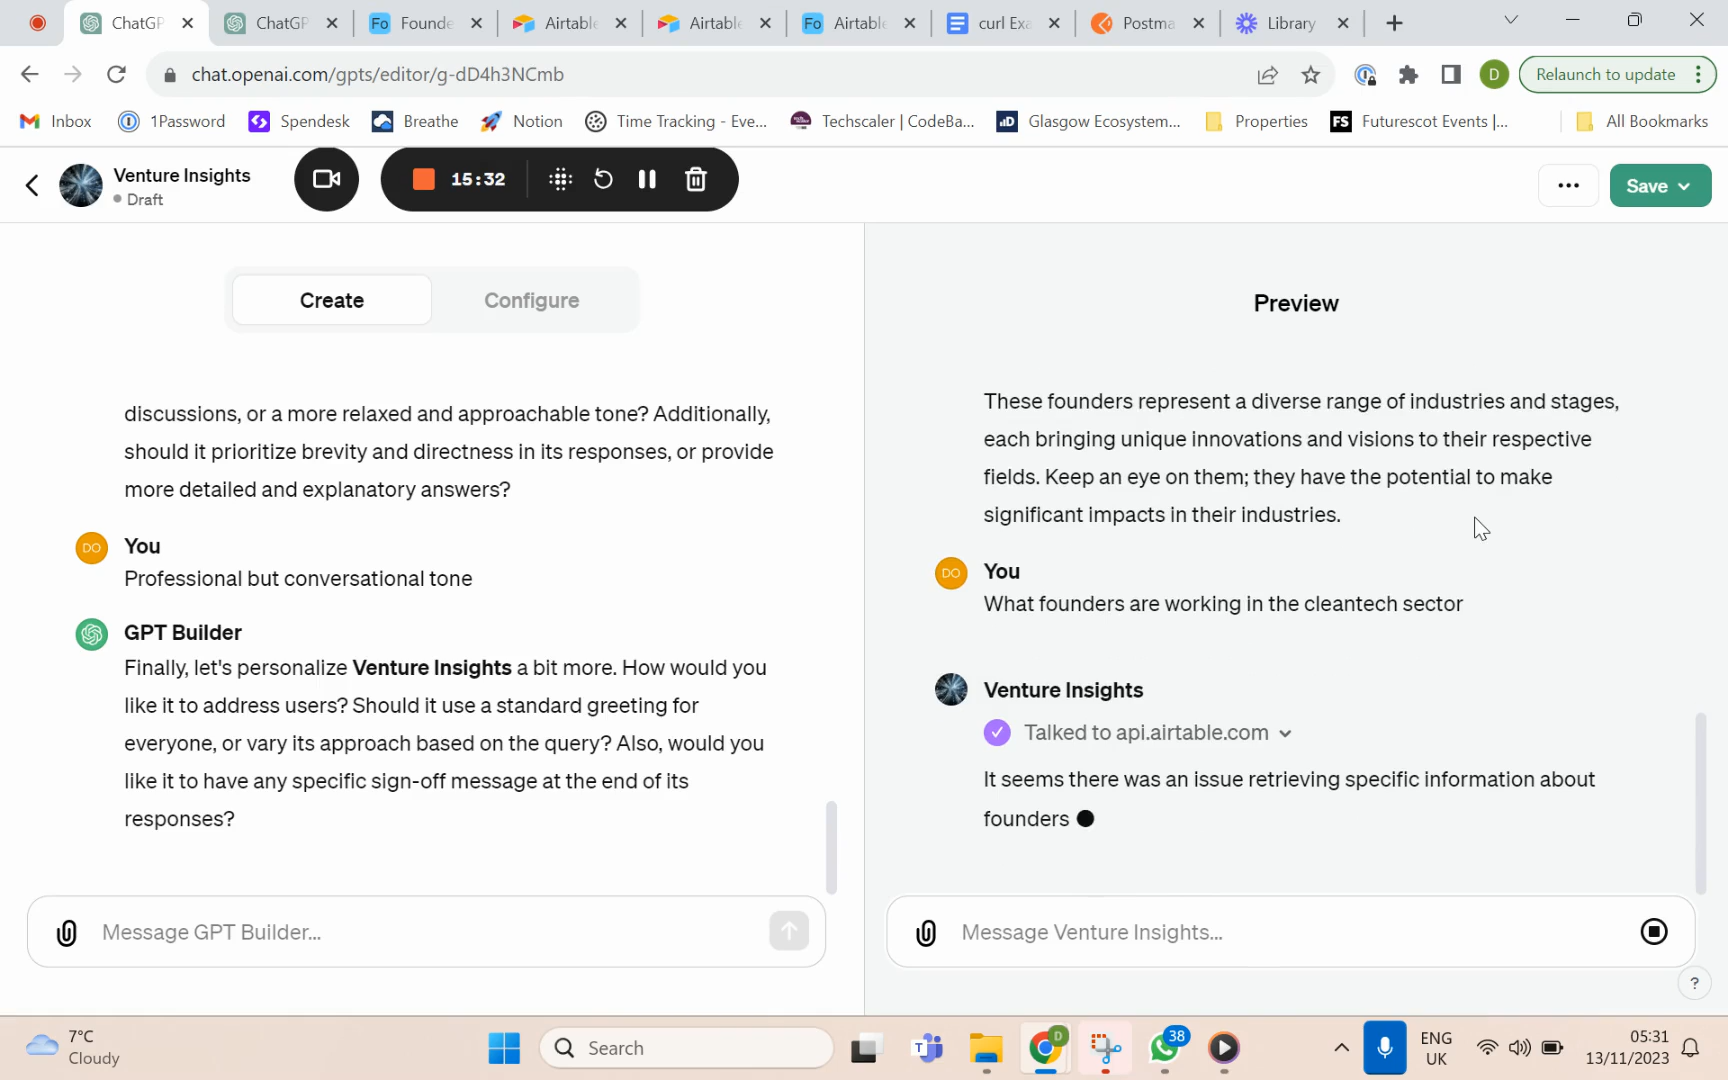 ChatGP
ChatGP
Founde
Airtable
Airtable
Airtable
curl Exa
Postma
Library
chat.openai.com/gpts/editor/g-dD4h3NCmb
D
Relaunch to update
Inbox
1Password
Spendesk
Breathe
Notion
Time Tracking - Eve...
Techscaler | CodeBa...
Glasgow Ecosystem...
Properties
Futurescot Events |...
All Bookmarks
Venture Insights
Draft
15:32
Save
Create
Configure
Preview
discussions, or a more relaxed and approachable tone? Additionally,
should it prioritize brevity and directness in its responses, or provide
more detailed and explanatory answers?
DO
You
Professional but conversational tone
GPT Builder
Finally, let's personalize Venture Insights a bit more. How would you
like it to address users? Should it use a standard greeting for
everyone, or vary its approach based on the query? Also, would you
like it to have any specific sign-off message at the end of its
responses?
Message GPT Builder...
These founders represent a diverse range of industries and stages,
each bringing unique innovations and visions to their respective
fields. Keep an eye on them; they have the potential to make
significant impacts in their industries.
DO
You
What founders are working in the cleantech sector
Venture Insights
Talked to api.airtable.com
It seems there was an issue retrieving specific information about
founders
Message Venture Insights...
?
7°C
Cloudy
Search
D
38
ENG
UK
05:31
13/11/2023